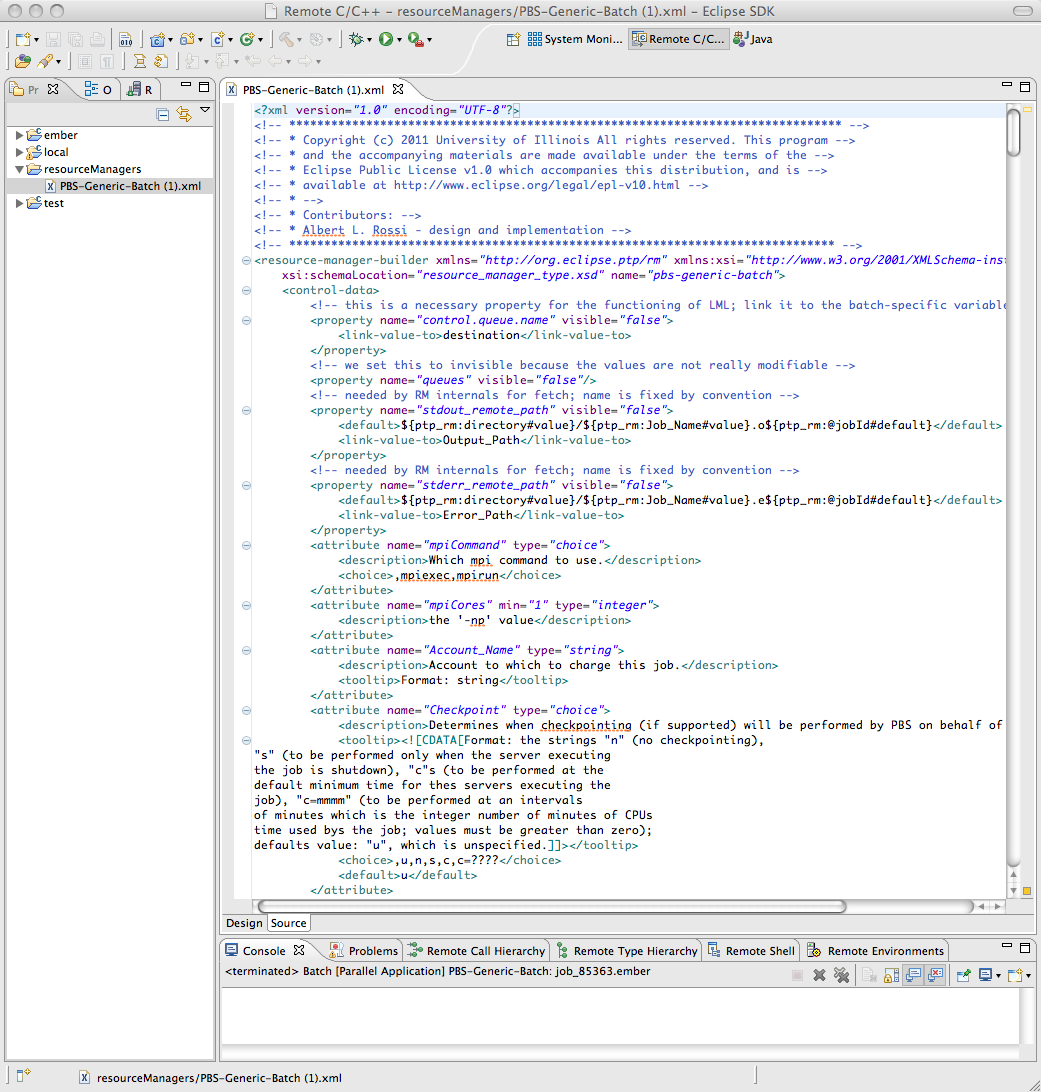 Remote C/C++ – resourceManagers/PBS-Generic-Batch (1).xml – Eclipse SDK
010
System Moni...
Remote C/C...
Java
Pr
O
R
PBS-Generic-Batch (1).xml
ember
local
resourceManagers
PBS-Generic-Batch (1).xml
test
<?xml version="1.0" encoding="UTF-8"?>
<!-- ******************************************************************************* -->
<!-- * Copyright (c) 2011 University of Illinois All rights reserved. This program -->
<!-- * and the accompanying materials are made available under the terms of the -->
<!-- * Eclipse Public License v1.0 which accompanies this distribution, and is -->
<!-- * available at http://www.eclipse.org/legal/epl-v10.html -->
<!-- * -->
<!-- * Contributors: -->
<!-- * Albert L. Rossi - design and implementation -->
<!-- ****************************************************************************** -->
<resource-manager-builder xmlns="http://org.eclipse.ptp/rm" xmlns:xsi="http://www.w3.org/2001/XMLSchema-ins
xsi:schemaLocation="resource_manager_type.xsd" name="pbs-generic-batch">
<control-data>
<!-- this is a necessary property for the functioning of LML; link it to the batch-specific variable
<property name="control.queue.name" visible="false">
<link-value-to>destination</link-value-to>
</property>
<!-- we set this to invisible because the values are not really modifiable -->
<property name="queues" visible="false"/>
<!-- needed by RM internals for fetch; name is fixed by convention -->
<property name="stdout_remote_path" visible="false">
<default>${ptp_rm:directory#value}/${ptp_rm:Job_Name#value}.o${ptp_rm:@jobId#default}</default>
<link-value-to>Output_Path</link-value-to>
</property>
<!-- needed by RM internals for fetch; name is fixed by convention -->
<property name="stderr_remote_path" visible="false">
<default>${ptp_rm:directory#value}/${ptp_rm:Job_Name#value}.e${ptp_rm:@jobId#default}</default>
<link-value-to>Error_Path</link-value-to>
</property>
<attribute name="mpiCommand" type="choice">
<description>Which mpi command to use.</description>
<choice>,mpiexec,mpirun</choice>
</attribute>
<attribute name="mpiCores" min="1" type="integer">
<description>the '-np' value</description>
</attribute>
<attribute name="Account_Name" type="string">
<description>Account to which to charge this job.</description>
<tooltip>Format: string</tooltip>
</attribute>
<attribute name="Checkpoint" type="choice">
<description>Determines when checkpointing (if supported) will be performed by PBS on behalf of
<tooltip><![CDATA[Format: the strings "n" (no checkpointing),
"s" (to be performed only when the server executing
the job is shutdown), "c"s (to be performed at the
default minimum time for thes servers executing the
job), "c=mmmm" (to be performed at an intervals
of minutes which is the integer number of minutes of CPUs
time used bys the job; values must be greater than zero);
defaults value: "u", which is unspecified.]]></tooltip>
<choice>,u,n,s,c,c=????</choice>
<default>u</default>
</attribute>
Design
Source
Console
Problems
Remote Call Hierarchy
Remote Type Hierarchy
Remote Shell
Remote Environments
<terminated> Batch [Parallel Application] PBS-Generic-Batch: job_85363.ember
resourceManagers/PBS-Generic-Batch (1).xml